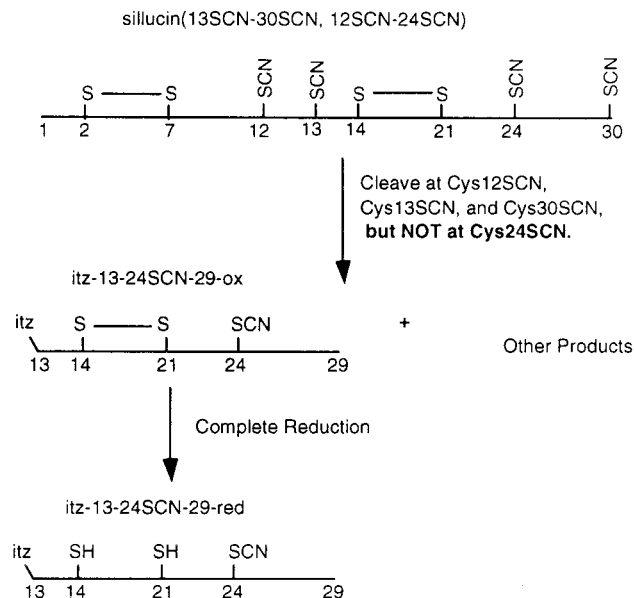 sillucin(13SCN-30SCN, 12SCN-24SCN)
S S SCN SCN S S SCN SCN
1 2 7 12 13 14 21 24 30
Cleave at Cys12SCN,
Cys13SCN, and Cys30SCN,
but NOT at Cys24SCN.
itz-13-24SCN-29-ox
itz S S SCN
13 14 21 24 29
+
Other Products
Complete Reduction
itz-13-24SCN-29-red
itz SH SH SCN
13 14 21 24 29